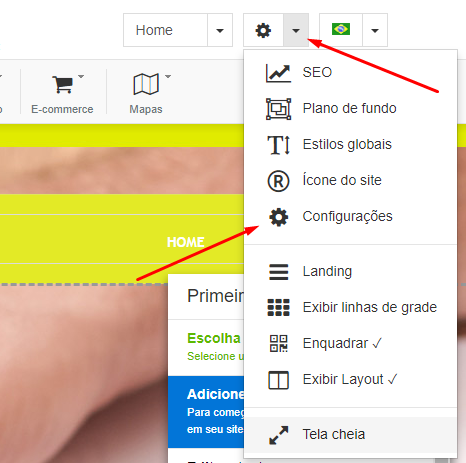 Home
E-commerce
Mapas
SEO
Plano de fundo
Estilos globais
® Ícone do site
Configurações
Landing
Exibir linhas de grade
Enquadrar ✓
Exibir Layout ✓
Tela cheia
HOME
Primeir
Escolha
Selecione u
Adicione
Para começ
em seu site